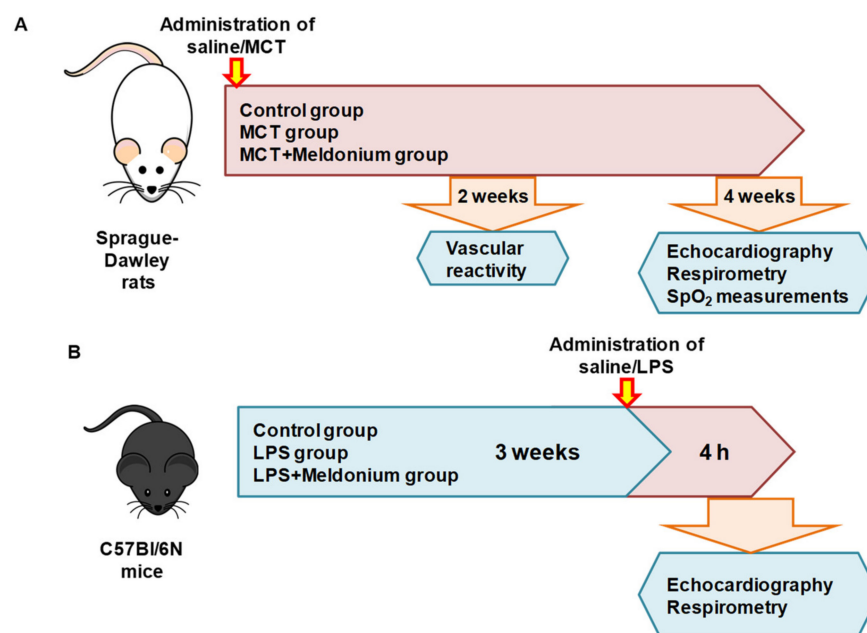 A
Administration of
saline/MCT
Control group
MCT group
MCT+Meldonium group
2 weeks
4 weeks
Sprague-
Dawley
rats
Vascular
reactivity
Echocardiography
Respirometry
SpO₂ measurements
B
Administration of
saline/LPS
Control group
LPS group
LPS+Meldonium group
3 weeks
4 h
C57Bl/6N
mice
Echocardiography
Respirometry